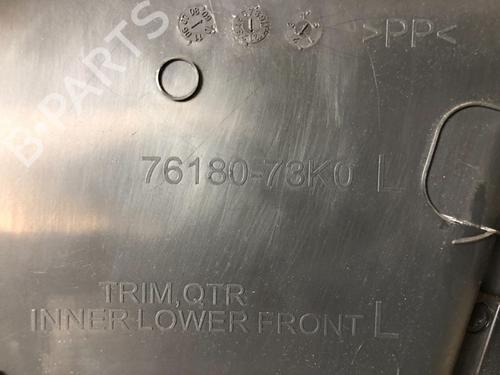 >PP<
76180-73K0 L
TRIM,QTR
INNER-LOWER FRONT L
B-PARTS